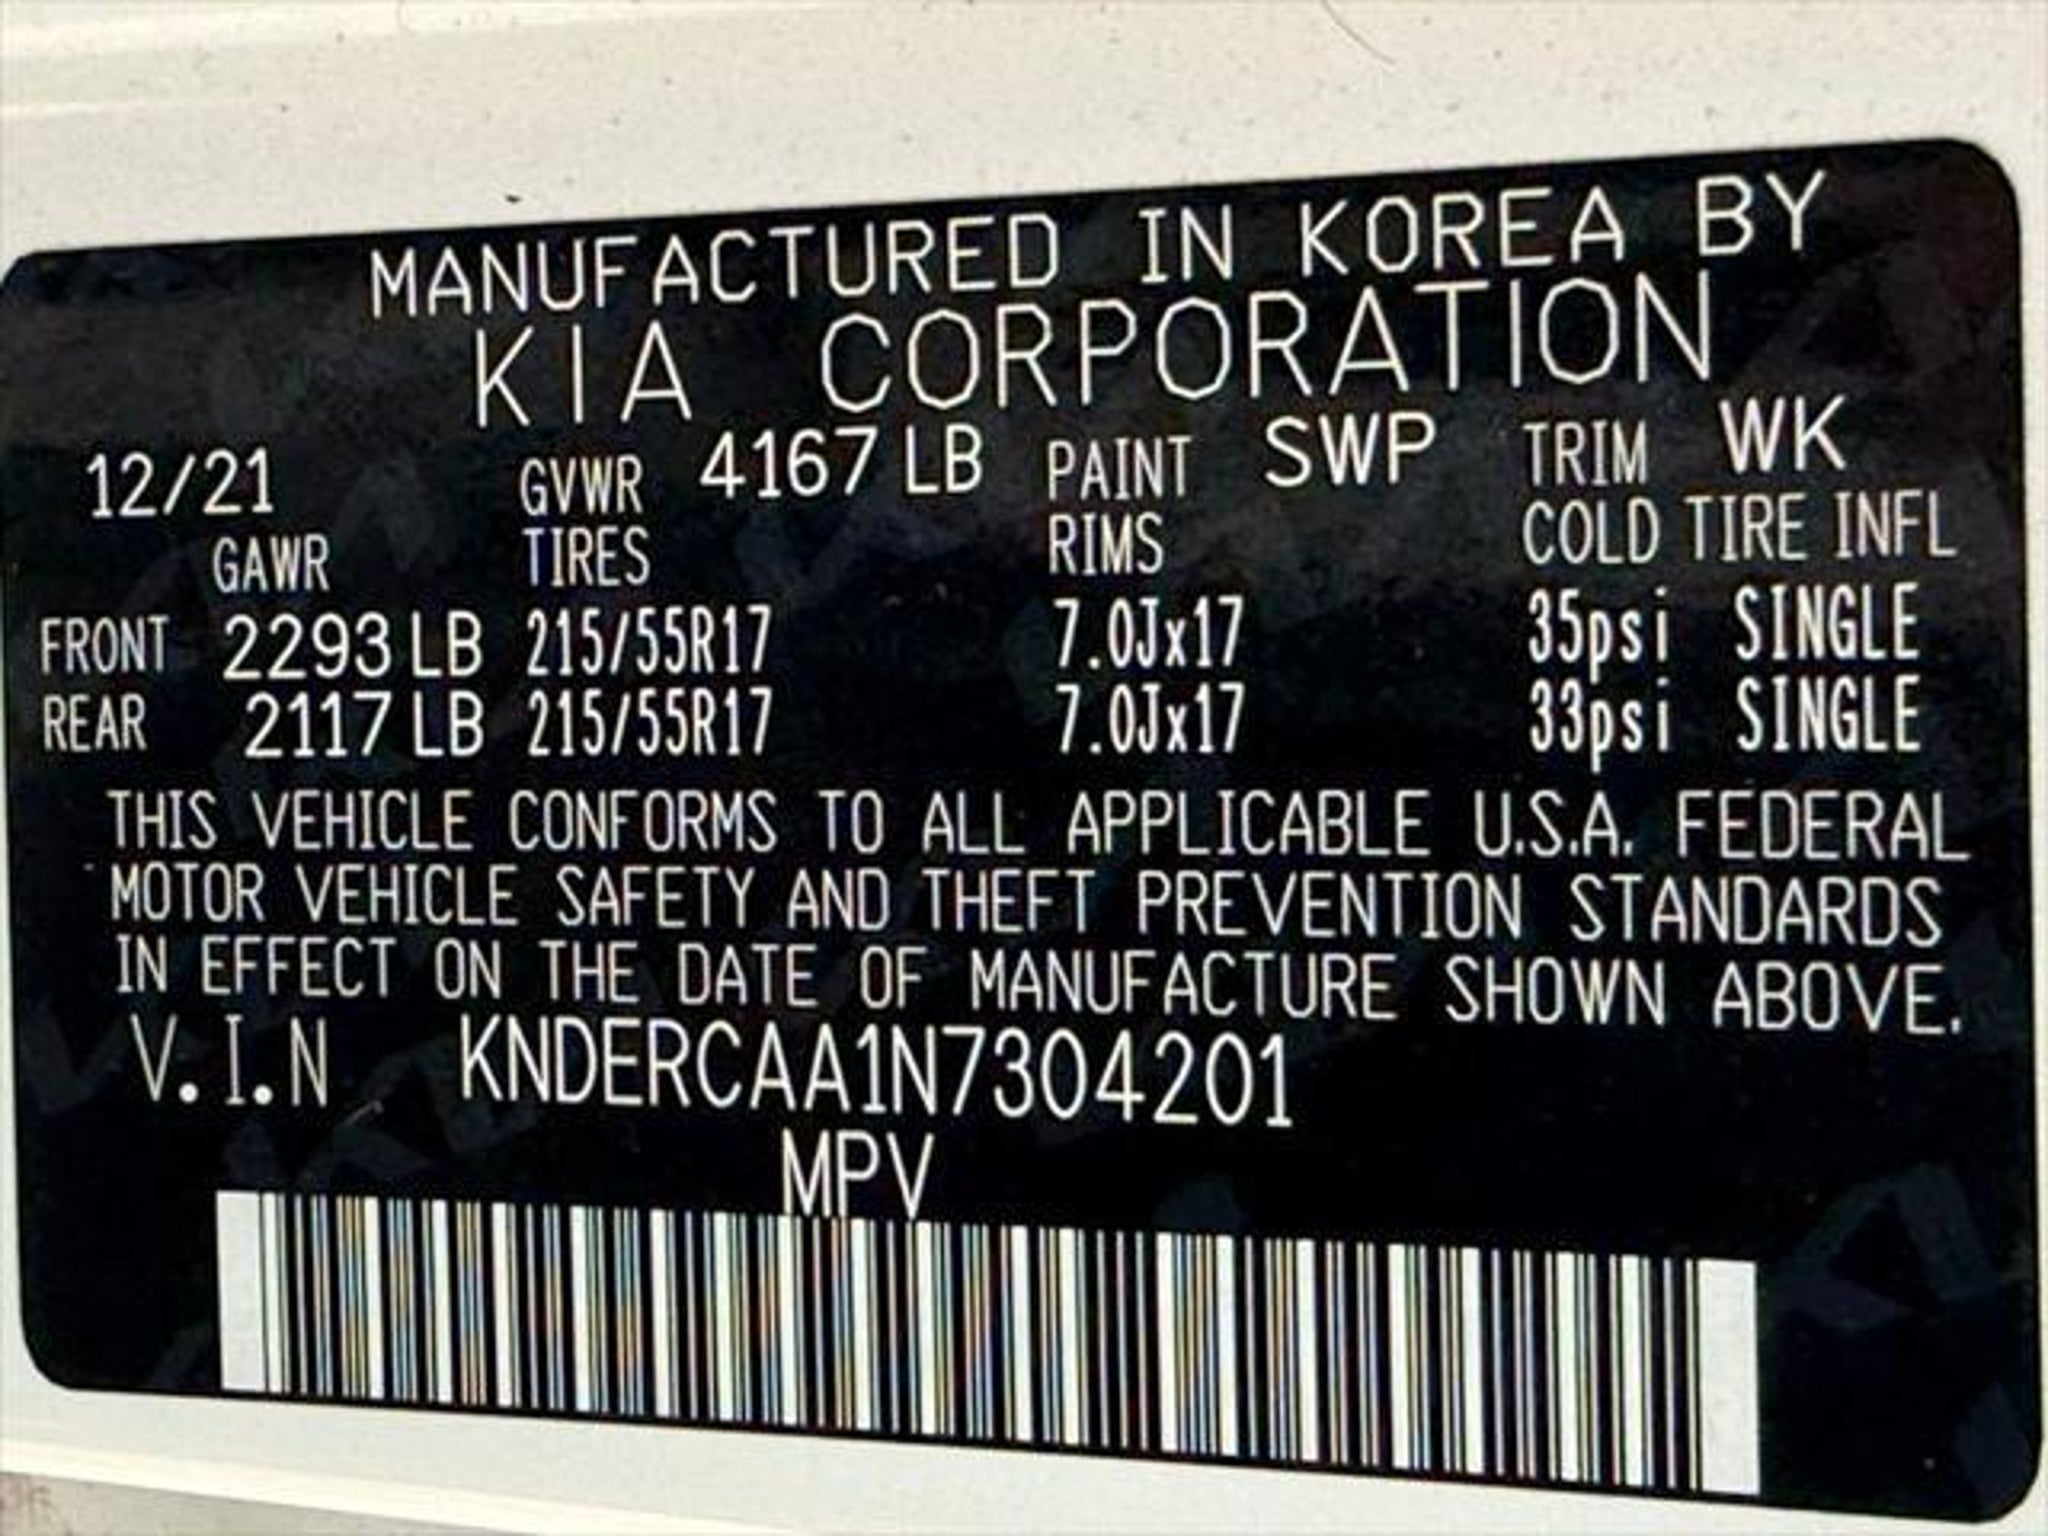 MANUFACTURED IN KOREA BY
KIA CORPORATION
12/21 GVWR 4167 LB PAINT SWP TRIM WK
GAWR TIRES RIMS COLD TIRE INFL
FRONT 2293 LB 215/55R17 7.0Jx17 35psi SINGLE
REAR 2117 LB 215/55R17 7.0Jx17 33psi SINGLE
THIS VEHICLE CONFORMS TO ALL APPLICABLE U.S.A. FEDERAL
MOTOR VEHICLE SAFETY AND THEFT PREVENTION STANDARDS
IN EFFECT ON THE DATE OF MANUFACTURE SHOWN ABOVE.
V.I.N KNDERCAA1N7304201
MPV